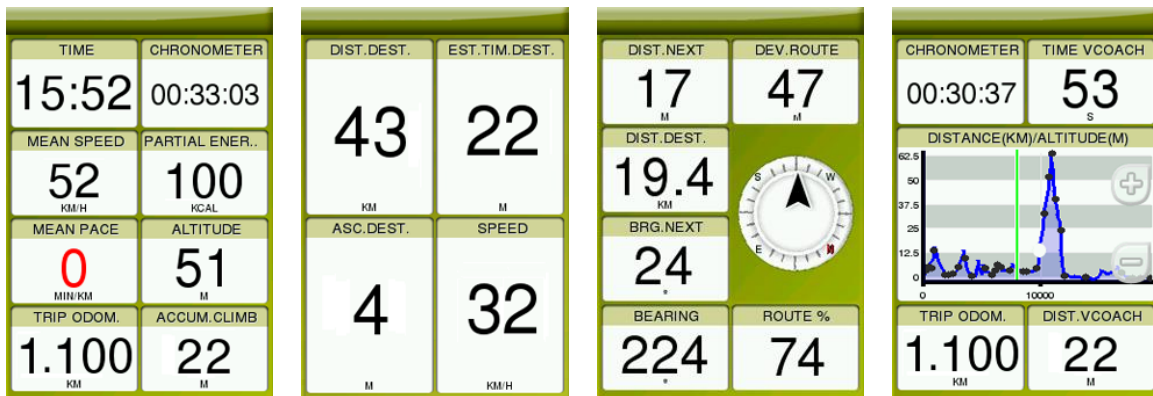 TIME CHRONOMETER
15:52 00:33:03
MEAN SPEED PARTIAL ENER..
52 100
KM/H KCAL
MEAN PACE ALTITUDE
0 51
MIN/KM M
TRIP ODOM. ACCUM.CLIMB
1.100 22
KM M
DIST.DEST. EST.TIM.DEST.
43 22
KM M
ASC.DEST. SPEED
4 32
M KM/H
DIST.NEXT DEV.ROUTE
17 47
M M
DIST.DEST.
19.4
KM
BRG.NEXT
24
°
S W
E N
BEARING ROUTE %
224 74
°
CHRONOMETER TIME VCOACH
00:30:37 53
S
DISTANCE(KM)/ALTITUDE(M)
62.5
50
37.5
25
12.5
0
0 10000
TRIP ODOM. DIST.VCOACH
1.100 22
KM M